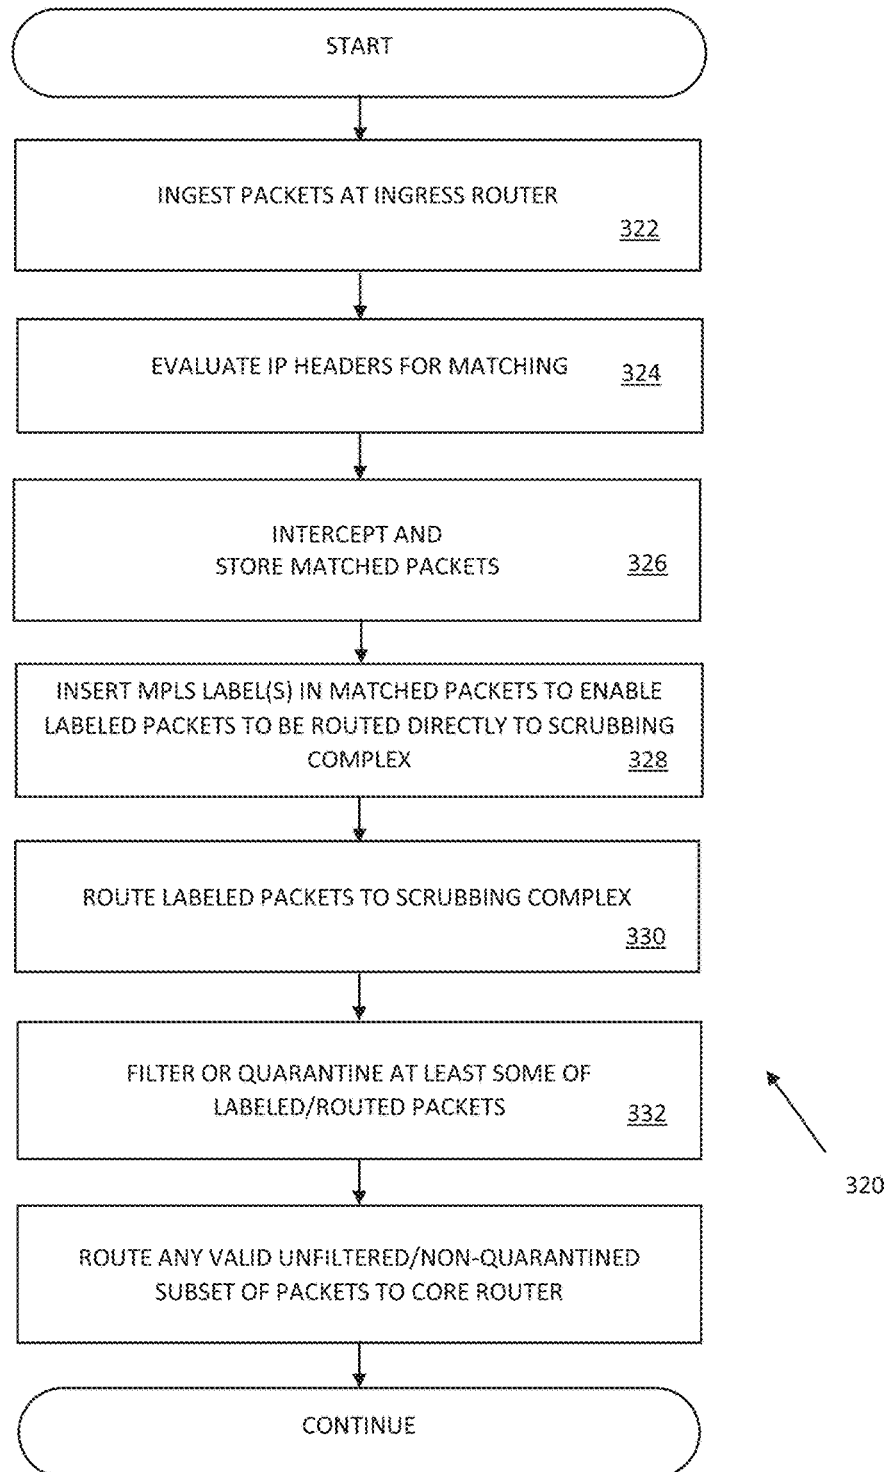 START
INGEST PACKETS AT INGRESS ROUTER
322
EVALUATE IP HEADERS FOR MATCHING
324
INTERCEPT AND
STORE MATCHED PACKETS
326
INSERT MPLS LABEL(S) IN MATCHED PACKETS TO ENABLE
LABELED PACKETS TO BE ROUTED DIRECTLY TO SCRUBBING
COMPLEX
328
ROUTE LABELED PACKETS TO SCRUBBING COMPLEX
330
FILTER OR QUARANTINE AT LEAST SOME OF
LABELED/ROUTED PACKETS
332
320
ROUTE ANY VALID UNFILTERED/NON-QUARANTINED
SUBSET OF PACKETS TO CORE ROUTER
CONTINUE